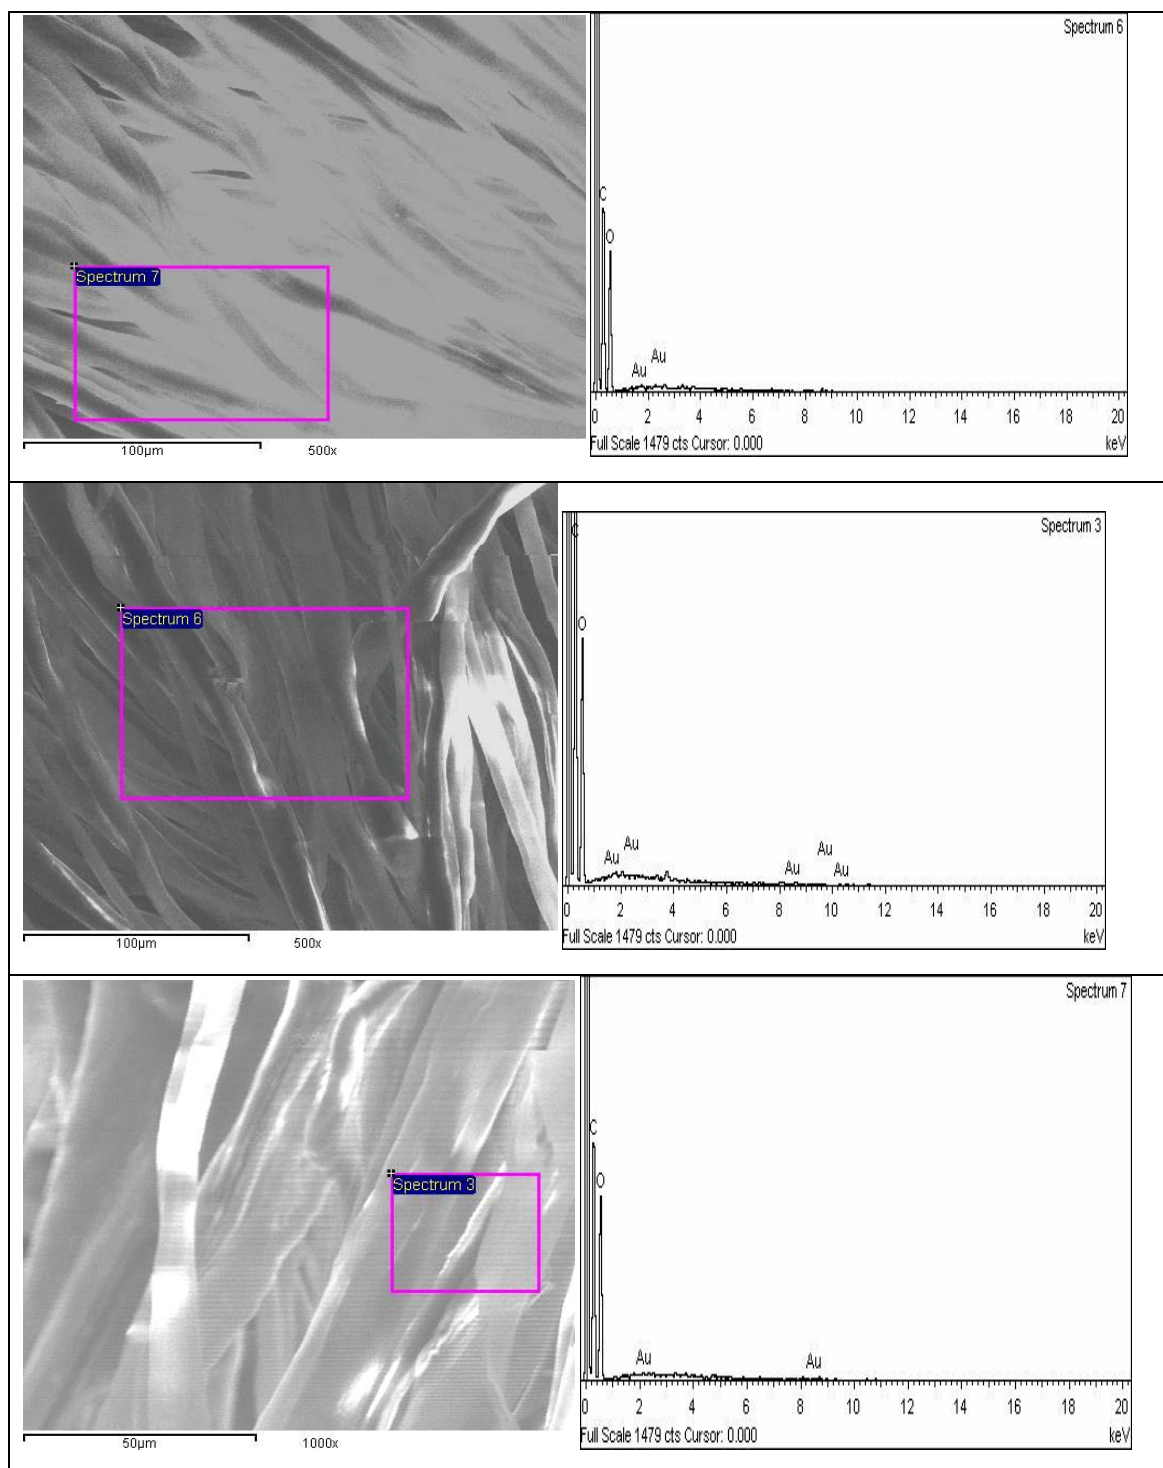 Spectrum 7
100µm 500x
Spectrum 6
C
O
Au
Au
0 2 4 6 8 10 12 14 16 18 20
Full Scale 1479 cts Cursor: 0.000 keV
Spectrum 6
100µm 500x
Spectrum 3
C
O
Au
Au
Au
Au
Au
0 2 4 6 8 10 12 14 16 18 20
Full Scale 1479 cts Cursor: 0.000 keV
Spectrum 3
50µm 1000x
Spectrum 7
C
O
Au
Au
0 2 4 6 8 10 12 14 16 18 20
Full Scale 1479 cts Cursor: 0.000 keV